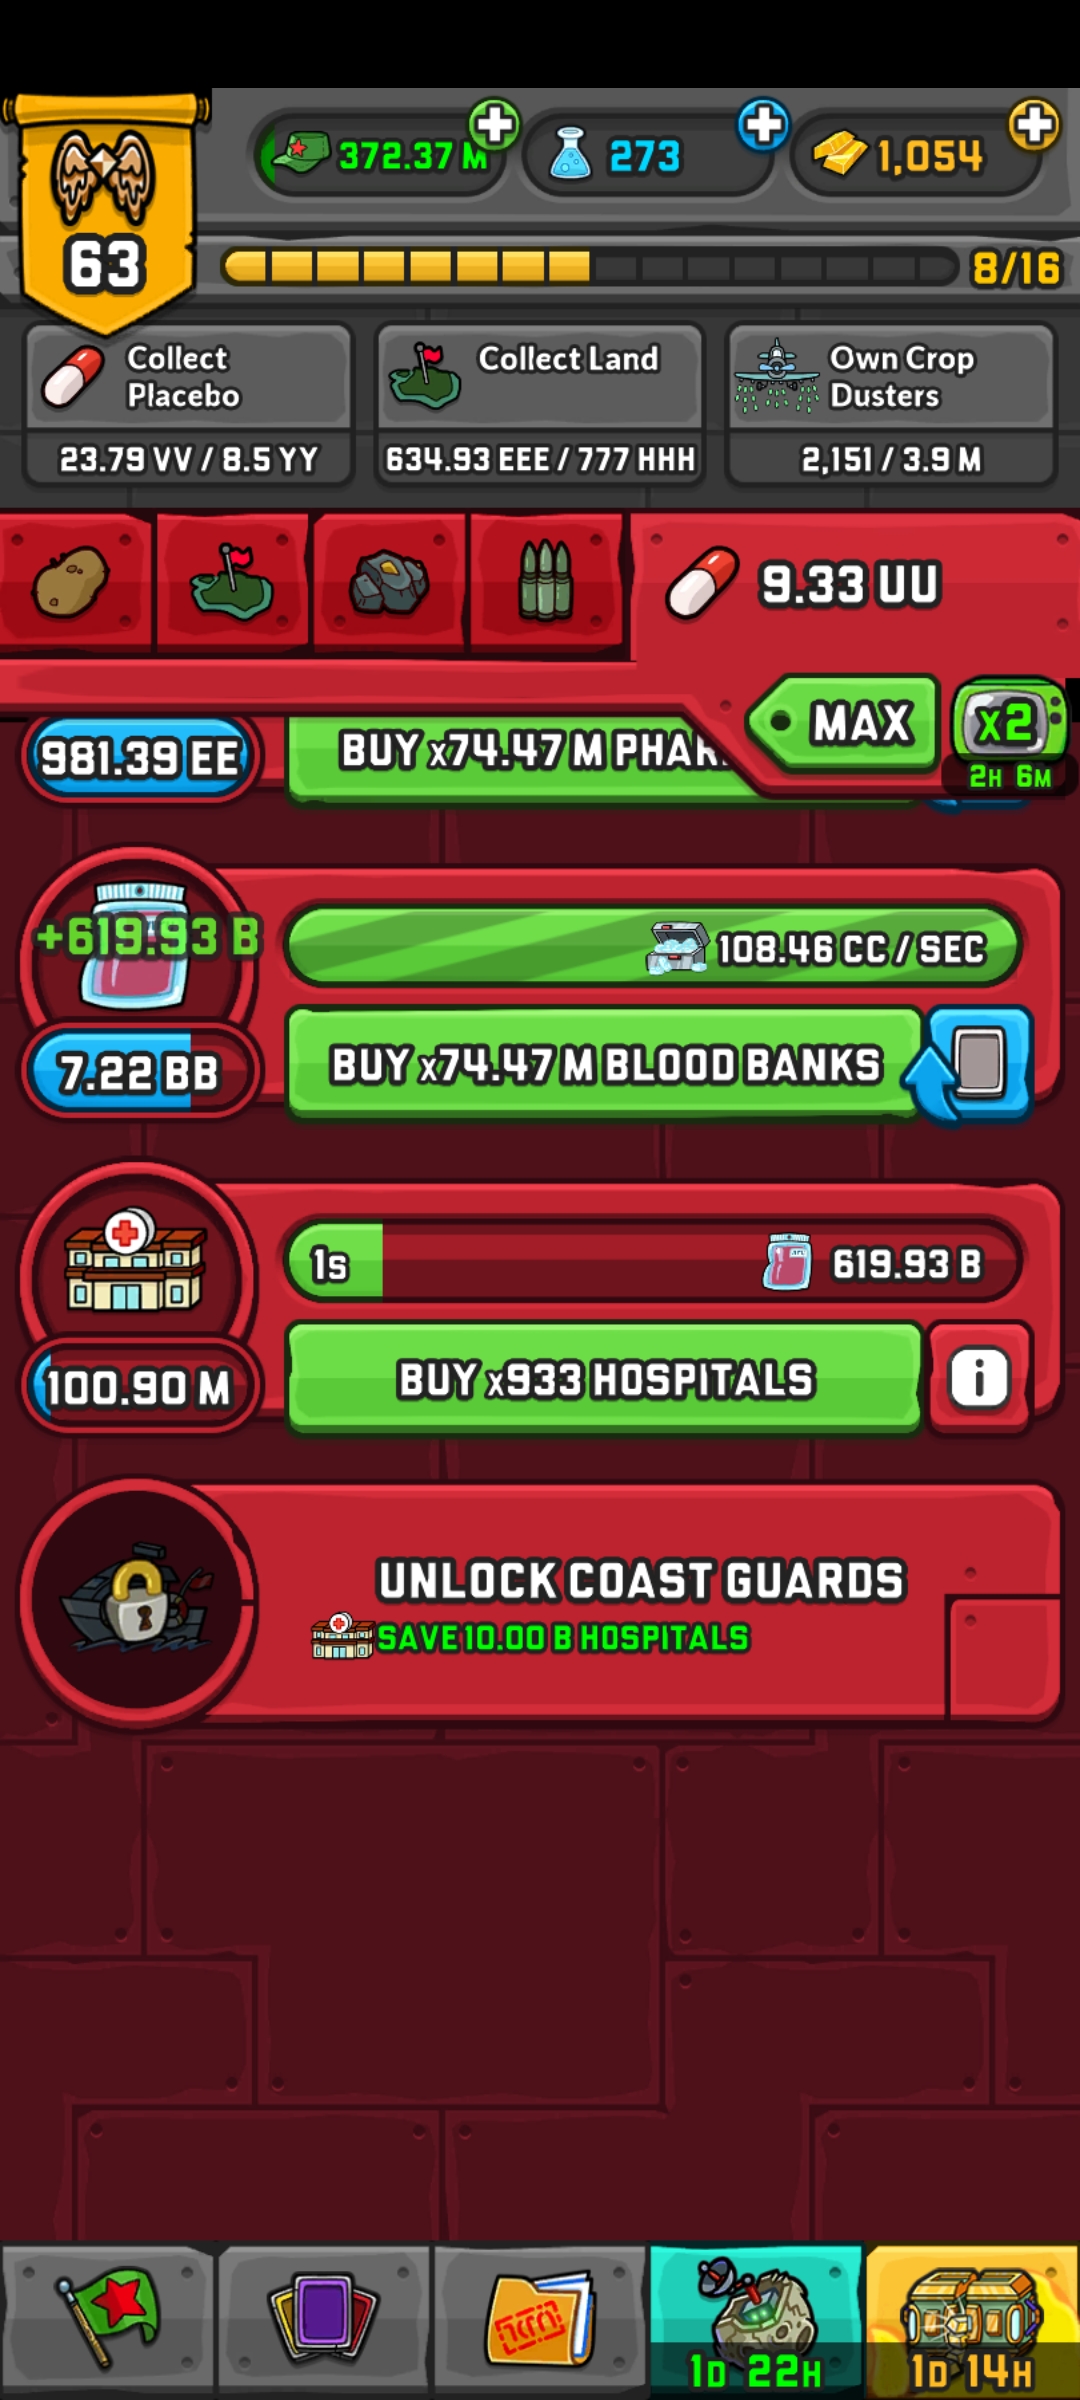 372.37 M
273
1,054
63
8/16
Collect
Placebo
23.79 VV / 8.5 YY
Collect Land
634.93 EEE / 777 HHH
Own Crop
Dusters
2,151 / 3.9 M
9.33 UU
MAX
X2
2H 6M
981.39 EE
BUY x74.47 M PHAR
+619.93 B
108.46 CC / SEC
7.22 BB
BUY x74.47 M BLOOD BANKS
1s
619.93 B
100.90 M
BUY x933 HOSPITALS
i
UNLOCK COAST GUARDS
SAVE 10.00 B HOSPITALS
1D 22H
1D 14H